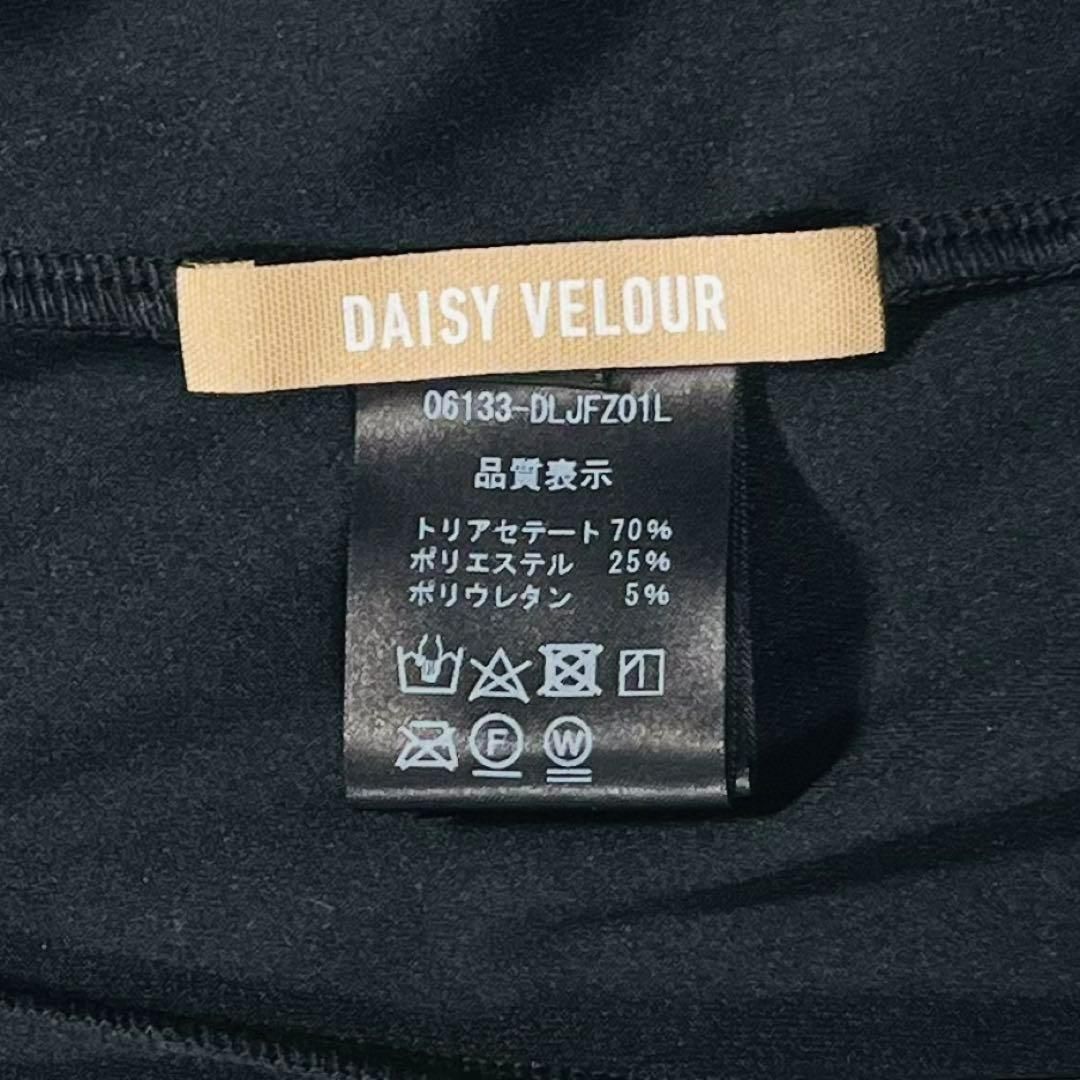 DAISY VELOUR
06133-DLJFZ01L
品質表示
トリアセテート 70%
ポリエステル 25%
ポリウレタン 5%
F W